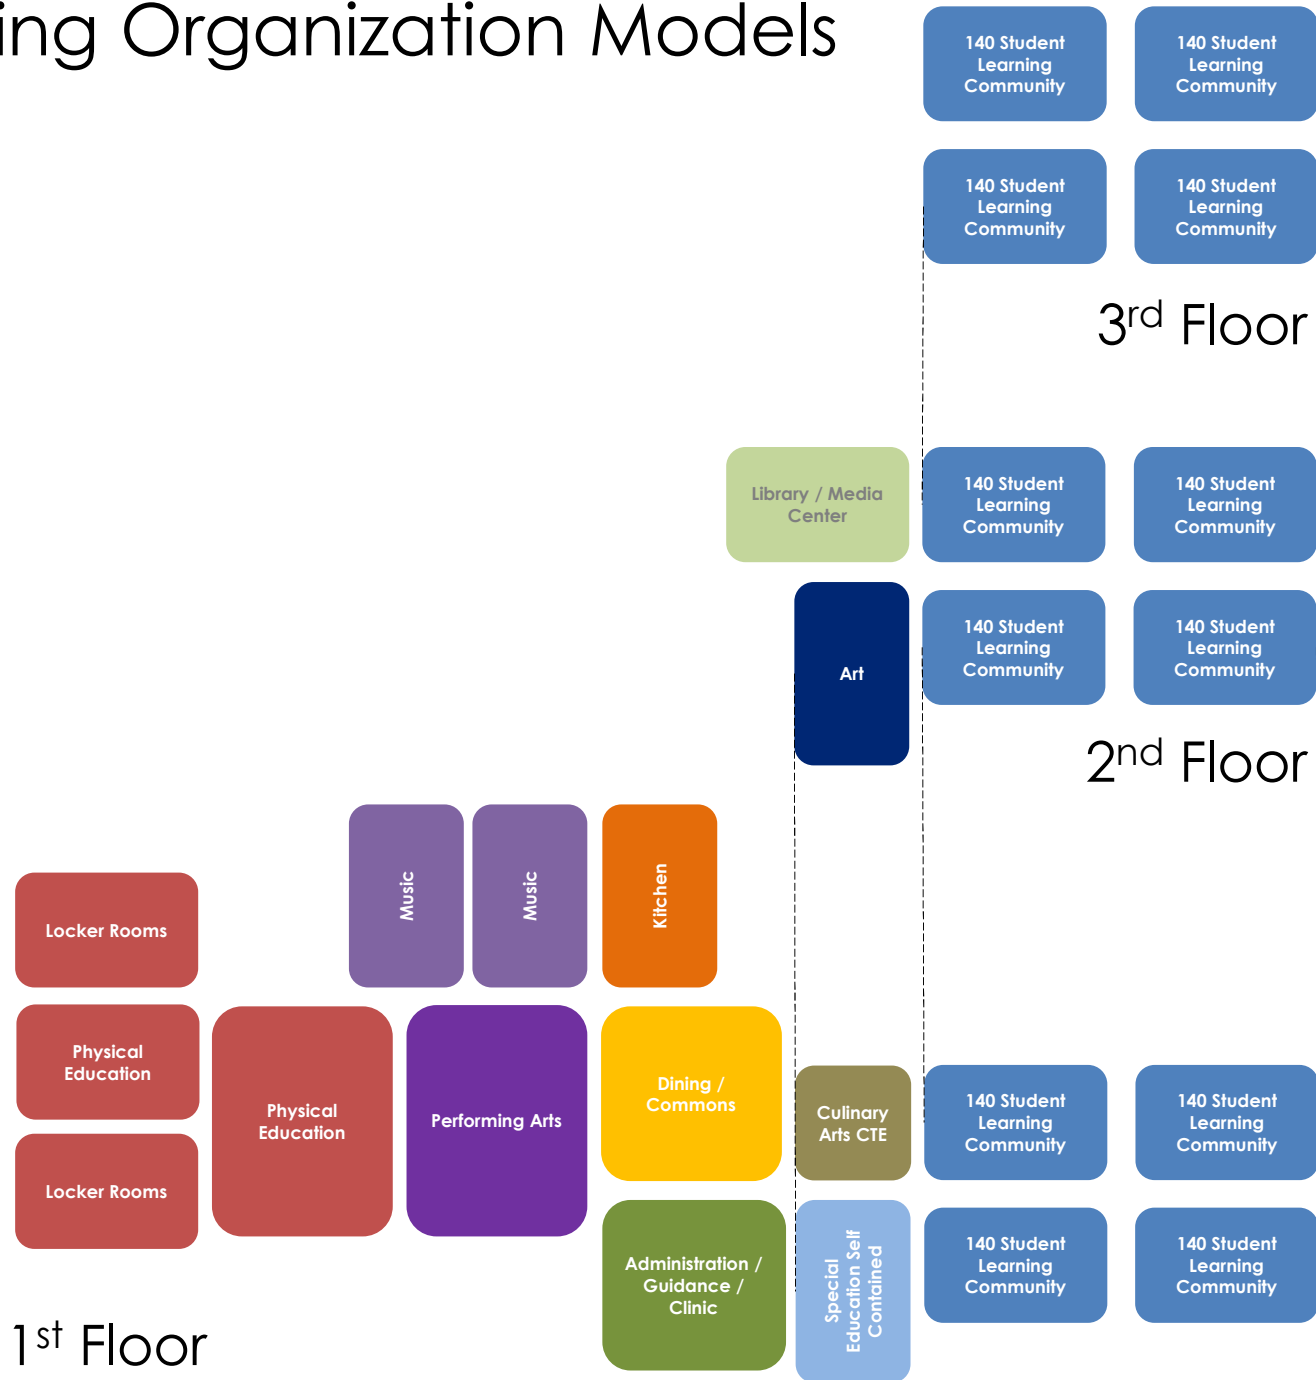 ing Organization Models
140 Student
Learning
Community
140 Student
Learning
Community
140 Student
Learning
Community
140 Student
Learning
Community
3rd Floor
Library / Media
Center
140 Student
Learning
Community
140 Student
Learning
Community
Art
140 Student
Learning
Community
140 Student
Learning
Community
2nd Floor
Music
Music
Kitchen
Locker Rooms
Physical
Education
Physical
Education
Performing Arts
Dining /
Commons
Culinary
Arts CTE
140 Student
Learning
Community
140 Student
Learning
Community
Locker Rooms
Administration /
Guidance /
Clinic
Special
Education Self
Contained
140 Student
Learning
Community
140 Student
Learning
Community
1st Floor